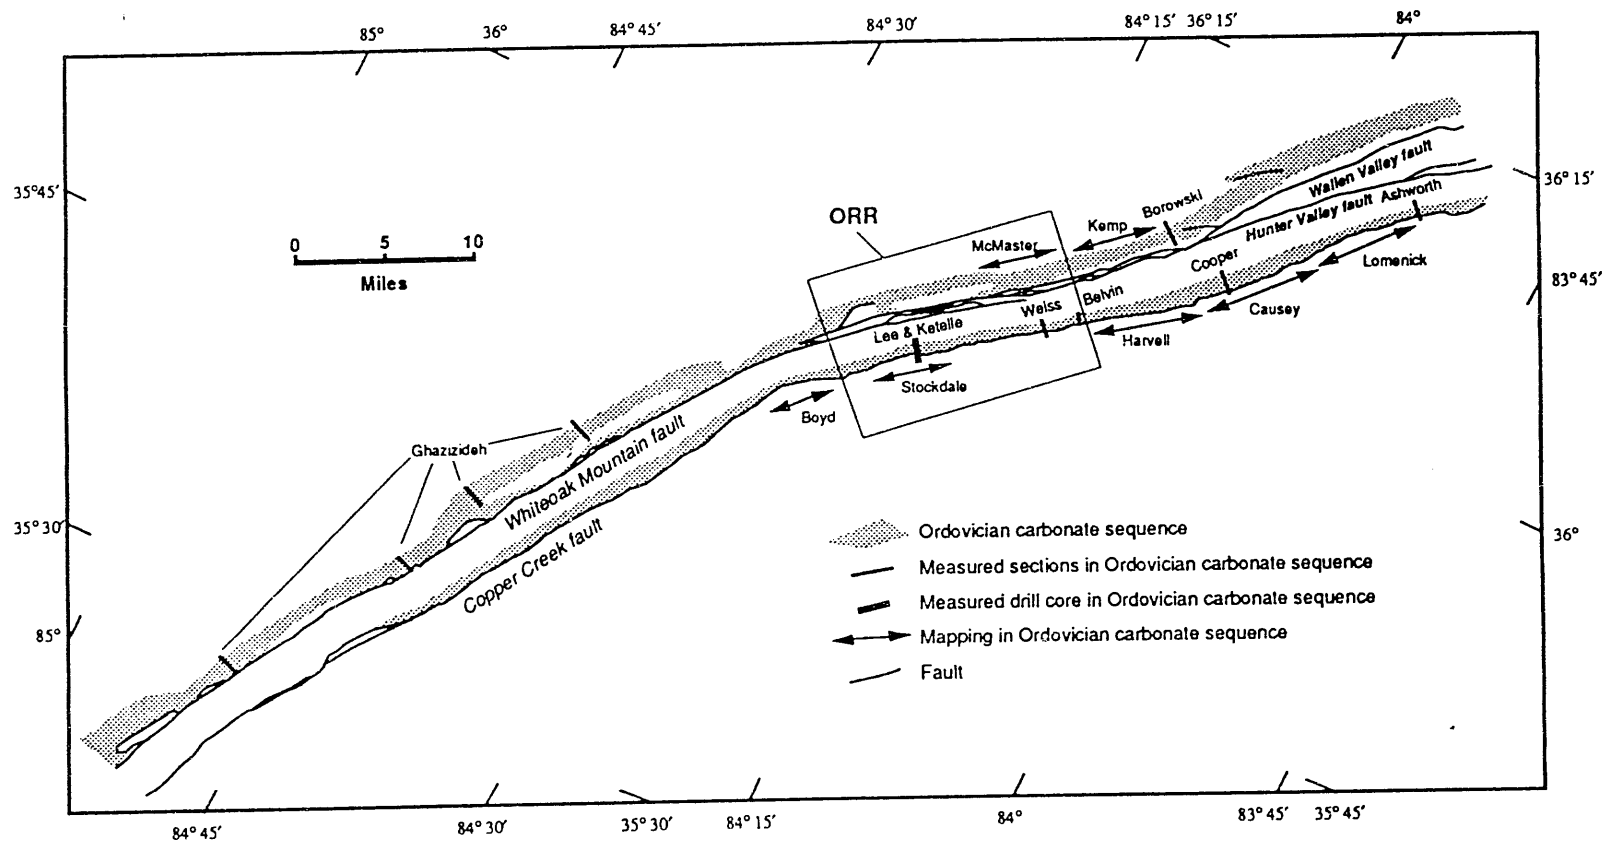 85° 36° 84° 45′ 84° 30′ 84° 15′ 36° 15′ 84°
35° 45′
36° 15′
83° 45′
36°
35° 30′
85°
ORR
0 5 10
Miles
McMaster
Kemp
Borowski
Wallen Valley fault
Hunter Valley fault
Ashworth
Cooper
Lomenick
Causey
Harvell
Belvin
Weiss
Lee & Ketelle
Stockdale
Boyd
Ghazizideh
Whiteoak Mountain fault
Copper Creek fault
Ordovician carbonate sequence
Measured sections in Ordovician carbonate sequence
Measured drill core in Ordovician carbonate sequence
Mapping in Ordovician carbonate sequence
Fault
84° 45′ 84° 30′ 35° 30′ 84° 15′ 84° 83° 45′ 35° 45′